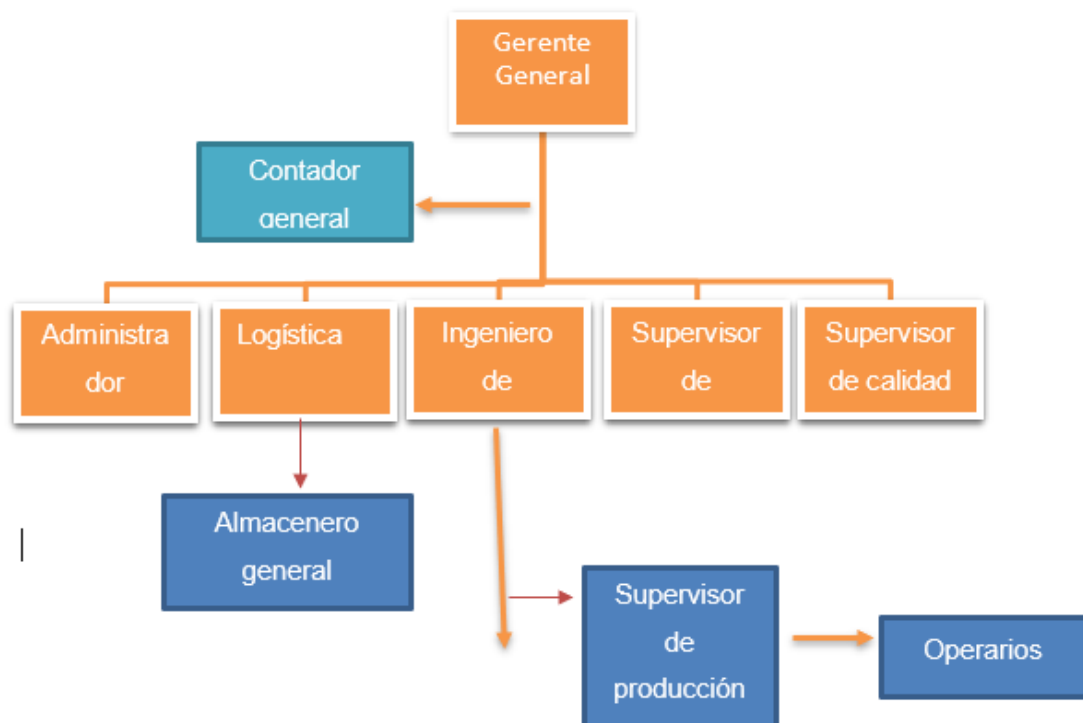 Gerente
General
Contador
general
Administra
dor
Logística
Ingeniero
de
Supervisor
de
Supervisor
de calidad
Almacenero
general
Supervisor
de
producción
Operarios